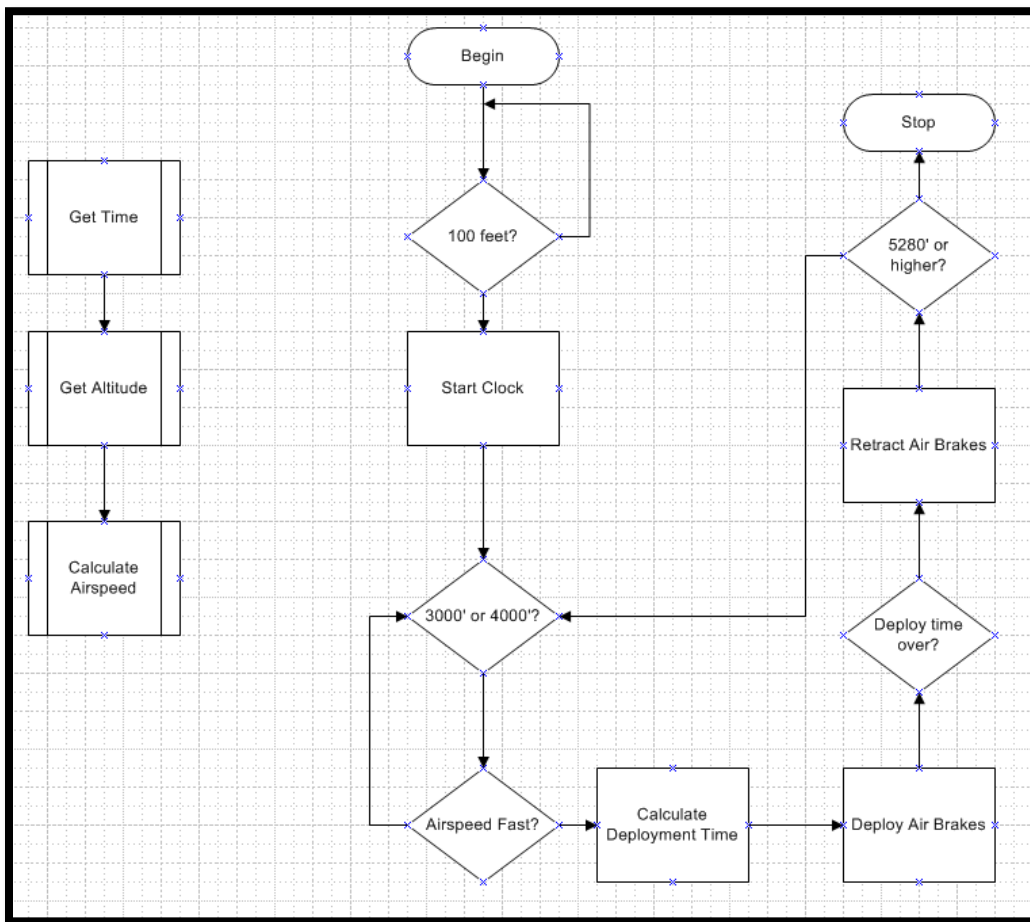 Begin
Stop
Get Time
100 feet?
5280' or
higher?
Get Altitude
Start Clock
Retract Air Brakes
Calculate
Airspeed
3000' or 4000'?
Deploy time
over?
Airspeed Fast?
Calculate
Deployment Time
Deploy Air Brakes